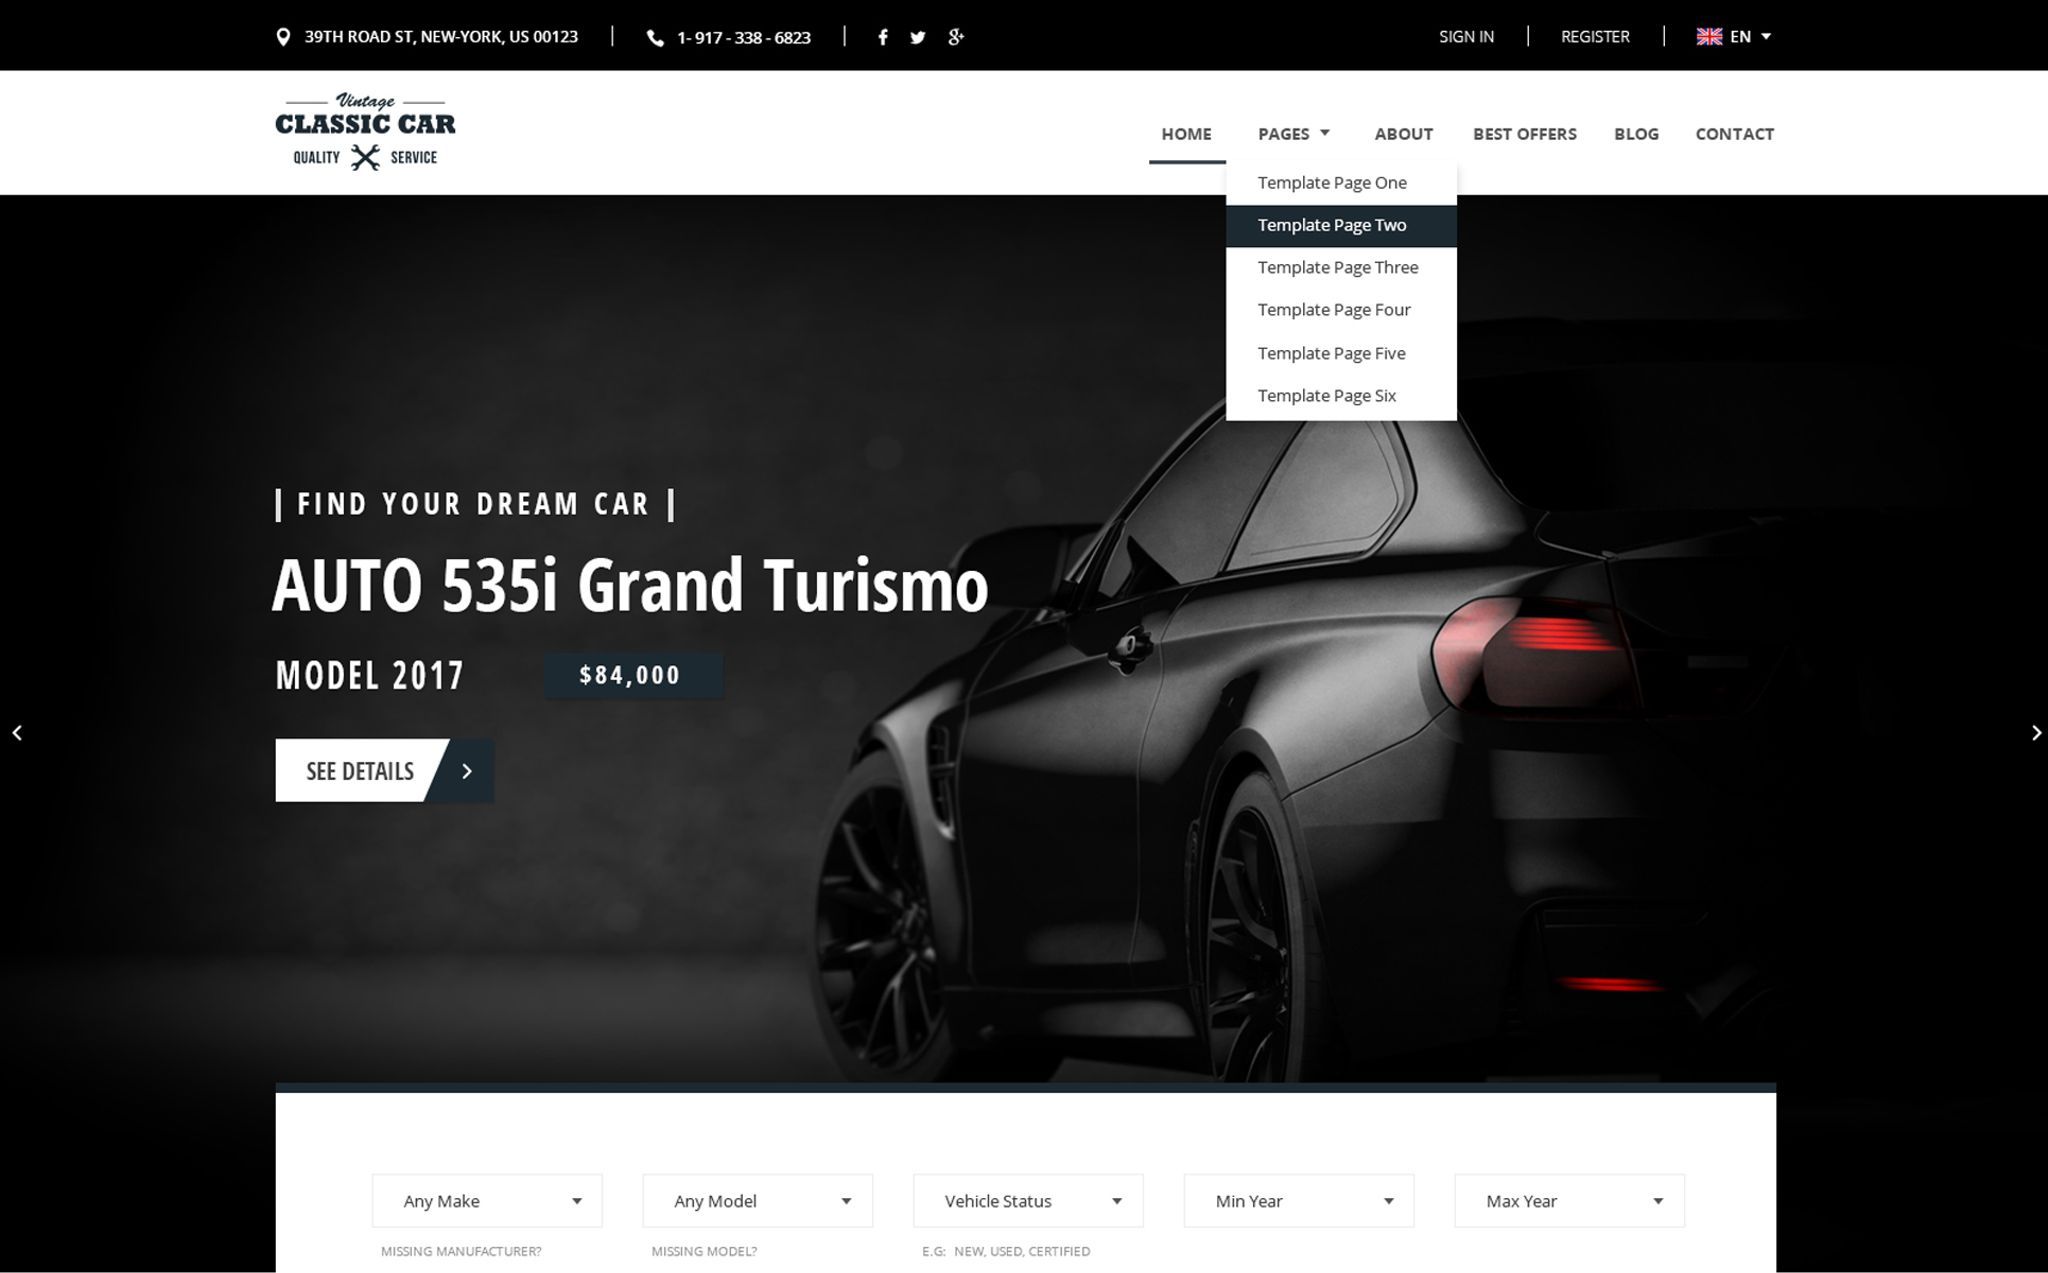 39TH ROAD ST, NEW-YORK, US 00123
1- 917 - 338 - 6823
SIGN IN
REGISTER
EN
Vintage
CLASSIC CAR
QUALITY SERVICE
HOME
PAGES
ABOUT
BEST OFFERS
BLOG
CONTACT
Template Page One
Template Page Two
Template Page Three
Template Page Four
Template Page Five
Template Page Six
| FIND YOUR DREAM CAR |
AUTO 535i Grand Turismo
MODEL 2017
$84,000
SEE DETAILS
Any Make
Any Model
Vehicle Status
Min Year
Max Year
MISSING MANUFACTURER?
MISSING MODEL?
E.G: NEW, USED, CERTIFIED